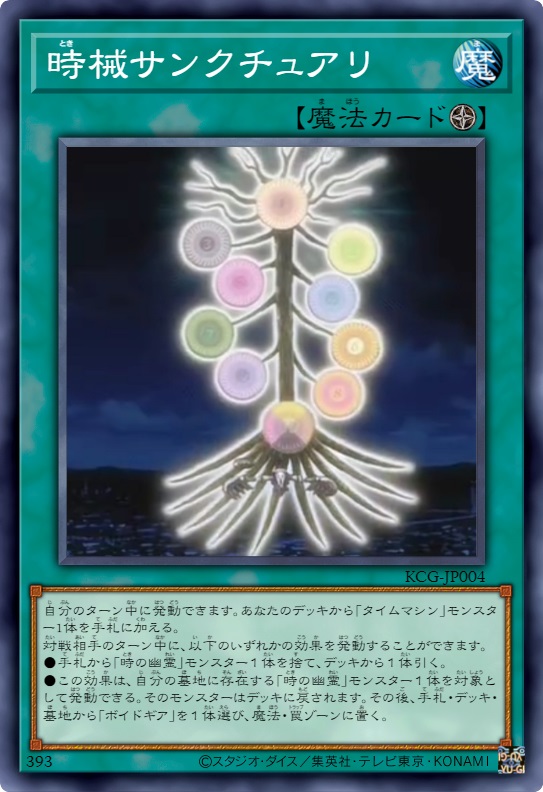 時械サンクチュアリ
魔
【魔法カード】
KCG-JP004
自分のターン中に発動できます。あなたのデッキから「タイムマシン」モンスタ
ー1体を手札に加える。
対戦相手のターン中に、以下のいずれかの効果を発動することができます。
●手札から「時の幽霊」モンスター1体を捨て、デッキから1体引く。
●この効果は、自分の墓地に存在する「時の幽霊」モンスター1体を対象と
して発動できる。そのモンスターはデッキに戻されます。その後、手札・デッキ・
墓地から「ボイドギア」を1体選び、魔法・罠ゾーンに置く。
393 ©スタジオ・ダイス/集英社・テレビ東京・KONAMI